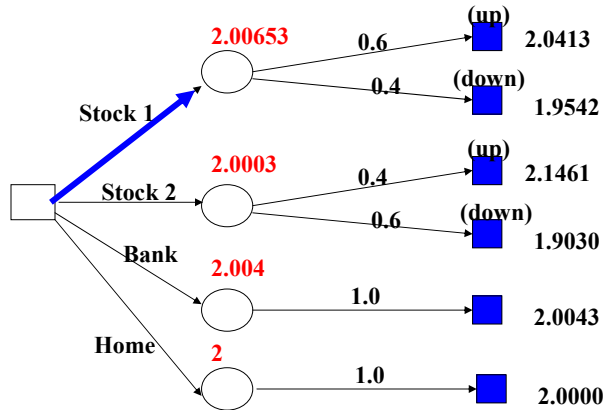 (up)
2.00653
0.6
2.0413
Stock 1
0.4
(down)
1.9542
(up)
2.0003
0.4
2.1461
Stock 2
(down)
0.6
1.9030
Bank
2.004
1.0
2.0043
Home
2
1.0
2.0000